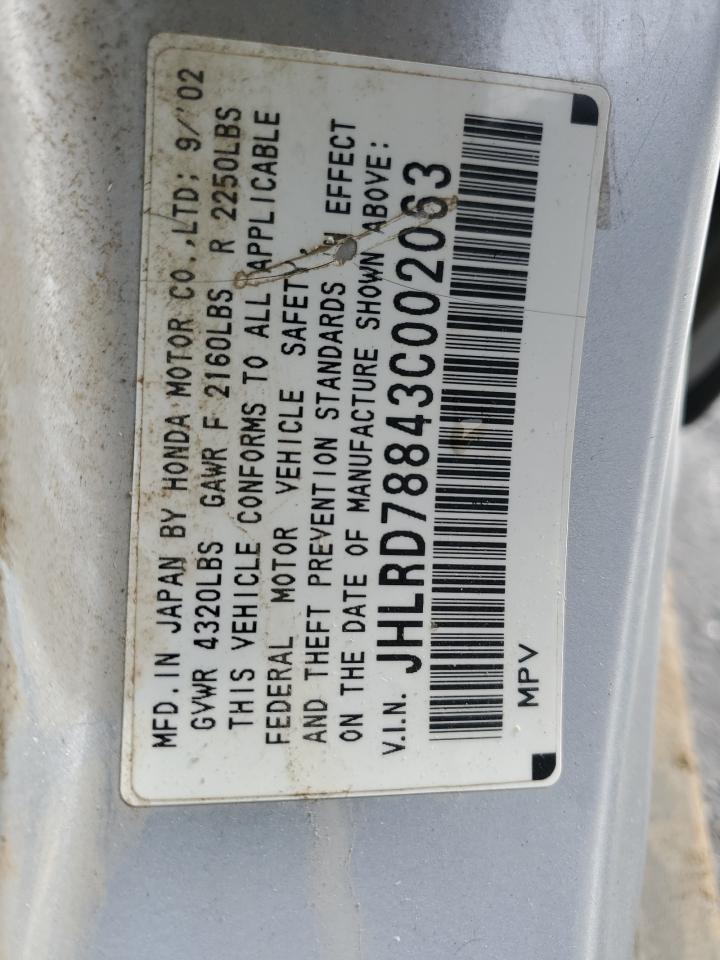 MFD. IN JAPAN BY HONDA MOTOR CO.,LTD; 9/'02
GVWR 4320LBS GAWR F 2160LBS R 2250LBS
THIS VEHICLE CONFORMS TO ALL APPLICABLE
FEDERAL MOTOR VEHICLE SAFET
AND THEFT PREVENTION STANDARDS EFFECT
ON THE DATE OF MANUFACTURE SHOWN ABOVE:
V.I.N. JHLRD78843C002063
MPV